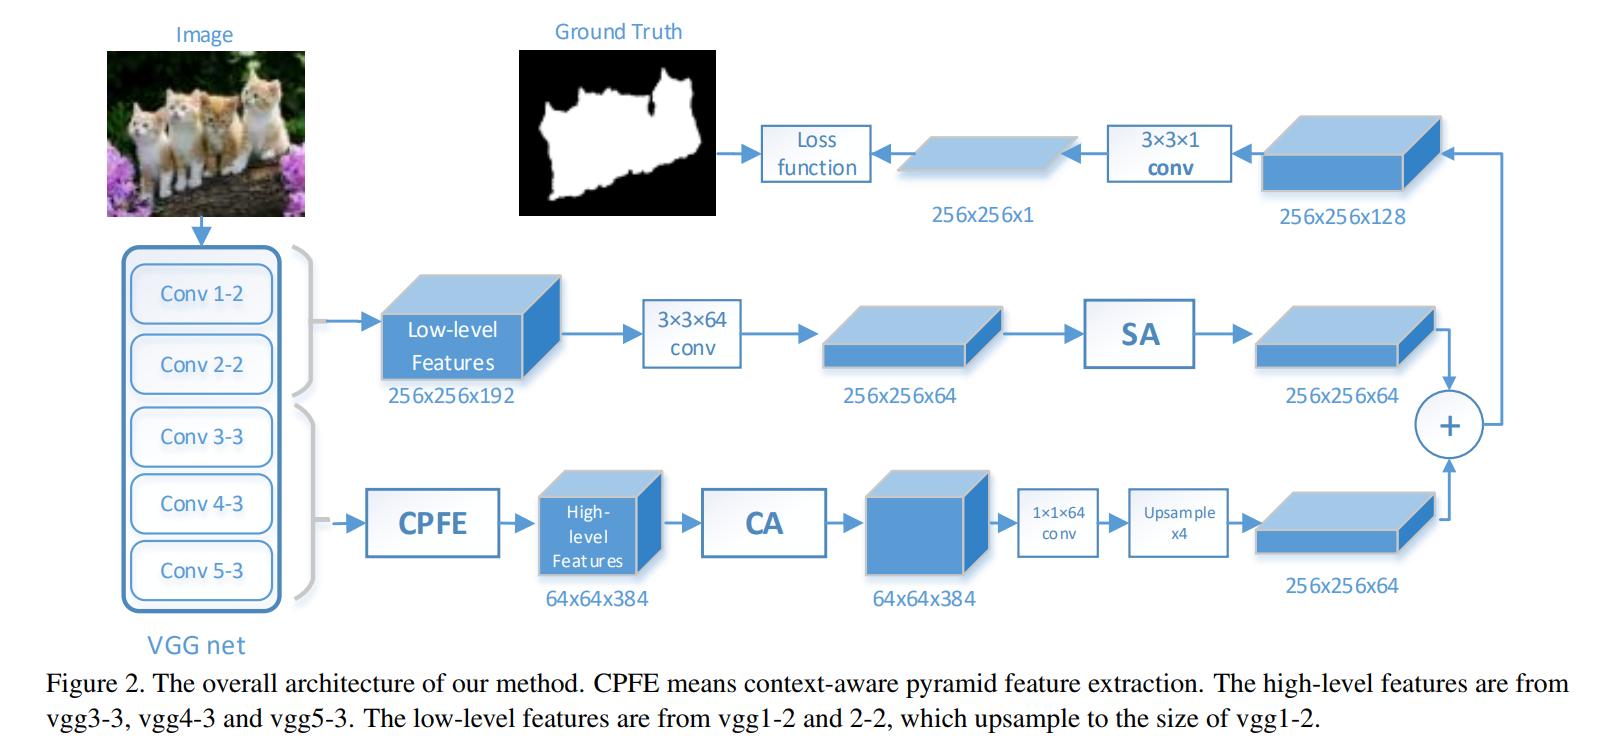 Image
Ground Truth
Loss
function
3×3×1
conv
256x256x1
256x256x128
Conv 1-2
Conv 2-2
Conv 3-3
Conv 4-3
Conv 5-3
VGG net
Low-level
Features
256x256x192
3×3×64
conv
256x256x64
SA
256x256x64
+
CPFE
High-
level
Features
64x64x384
CA
64x64x384
1×1×64
conv
Upsample
x4
256x256x64
Figure 2. The overall architecture of our method. CPFE means context-aware pyramid feature extraction. The high-level features are from
vgg3-3, vgg4-3 and vgg5-3. The low-level features are from vgg1-2 and 2-2, which upsample to the size of vgg1-2.